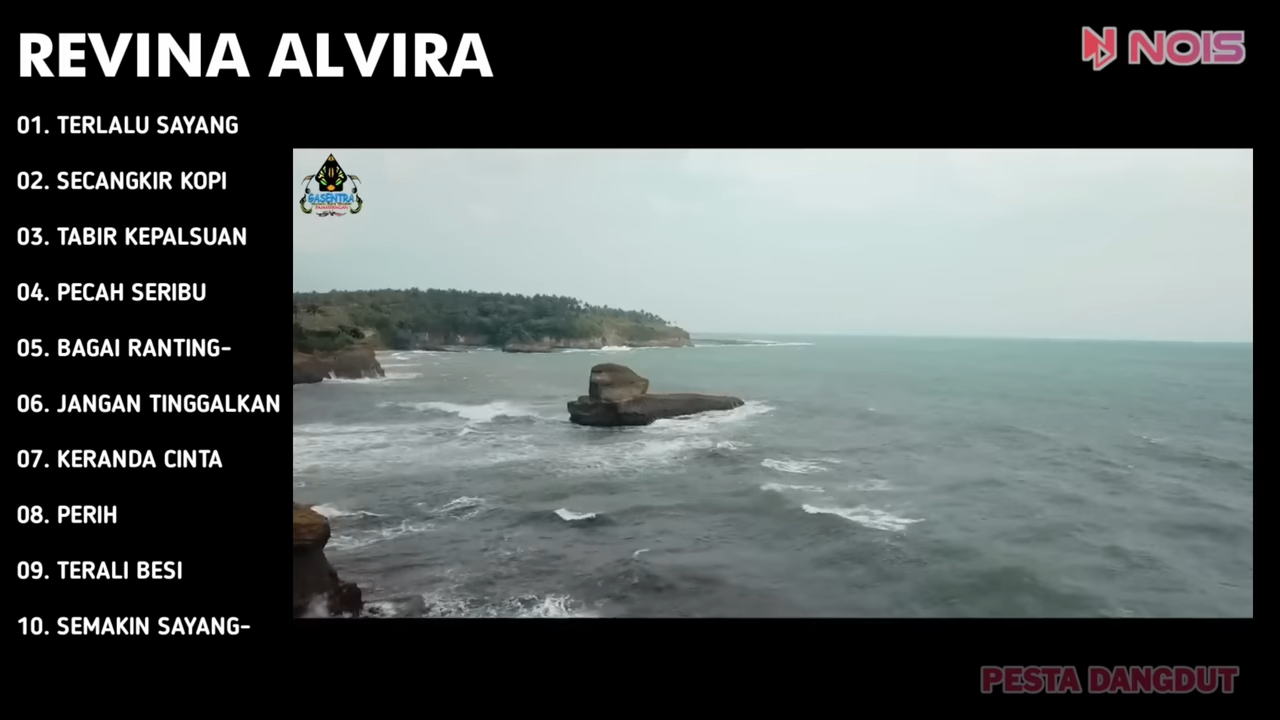 REVINA ALVIRA
NOIS
01. TERLALU SAYANG
02. SECANGKIR KOPI
03. TABIR KEPALSUAN
04. PECAH SERIBU
05. BAGAI RANTING-
06. JANGAN TINGGALKAN
07. KERANDA CINTA
08. PERIH
09. TERALI BESI
10. SEMAKIN SAYANG-
GASENTRA
PESTA DANGDUT